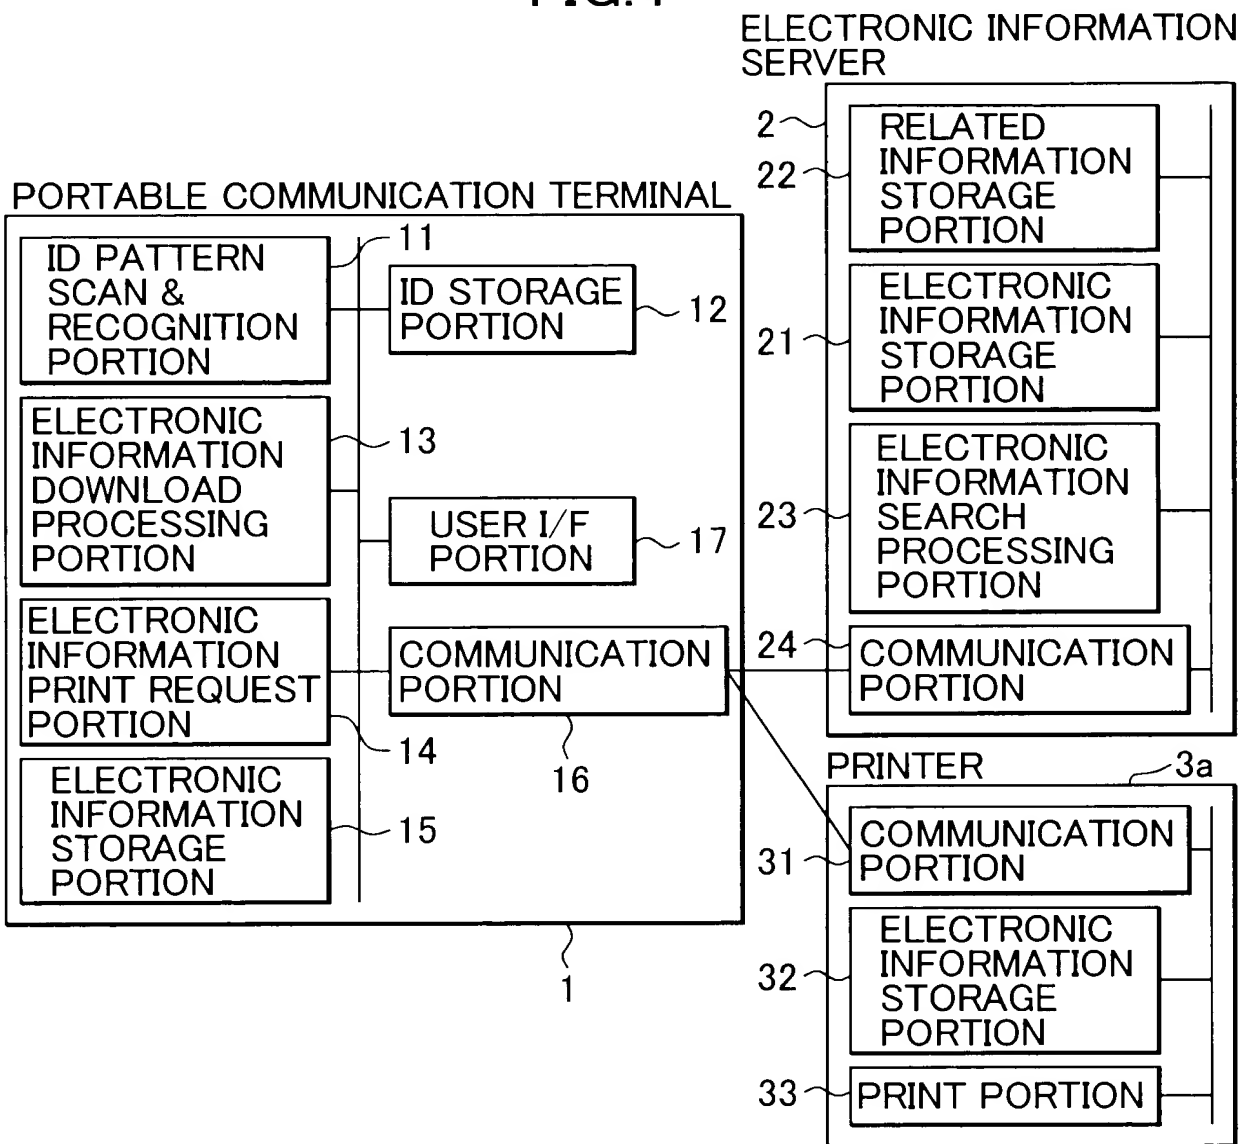 ELECTRONIC INFORMATION
SERVER
2
RELATED
INFORMATION
STORAGE
PORTION
22
ELECTRONIC
INFORMATION
STORAGE
PORTION
21
ELECTRONIC
INFORMATION
SEARCH
PROCESSING
PORTION
23
24
COMMUNICATION
PORTION
PORTABLE COMMUNICATION TERMINAL
ID PATTERN
SCAN &
RECOGNITION
PORTION
11
ID STORAGE
PORTION
12
ELECTRONIC
INFORMATION
DOWNLOAD
PROCESSING
PORTION
13
USER I/F
PORTION
17
ELECTRONIC
INFORMATION
PRINT REQUEST
PORTION
14
COMMUNICATION
PORTION
16
ELECTRONIC
INFORMATION
STORAGE
PORTION
15
1
PRINTER
3a
COMMUNICATION
PORTION
31
ELECTRONIC
INFORMATION
STORAGE
PORTION
32
33
PRINT PORTION